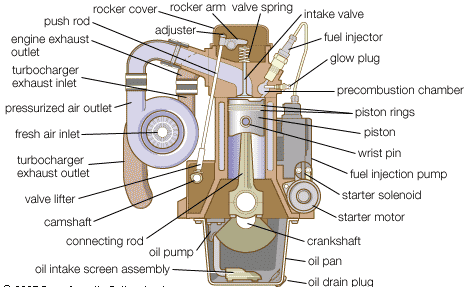 rocker cover
rocker arm
valve spring
push rod
adjuster
intake valve
engine exhaust
outlet
fuel injector
turbocharger
exhaust inlet
glow plug
pressurized air outlet
precombustion chamber
piston rings
fresh air inlet
piston
wrist pin
turbocharger
exhaust outlet
fuel injection pump
valve lifter
starter solenoid
camshaft
starter motor
connecting rod
crankshaft
oil pump
oil pan
oil intake screen assembly
oil drain plug